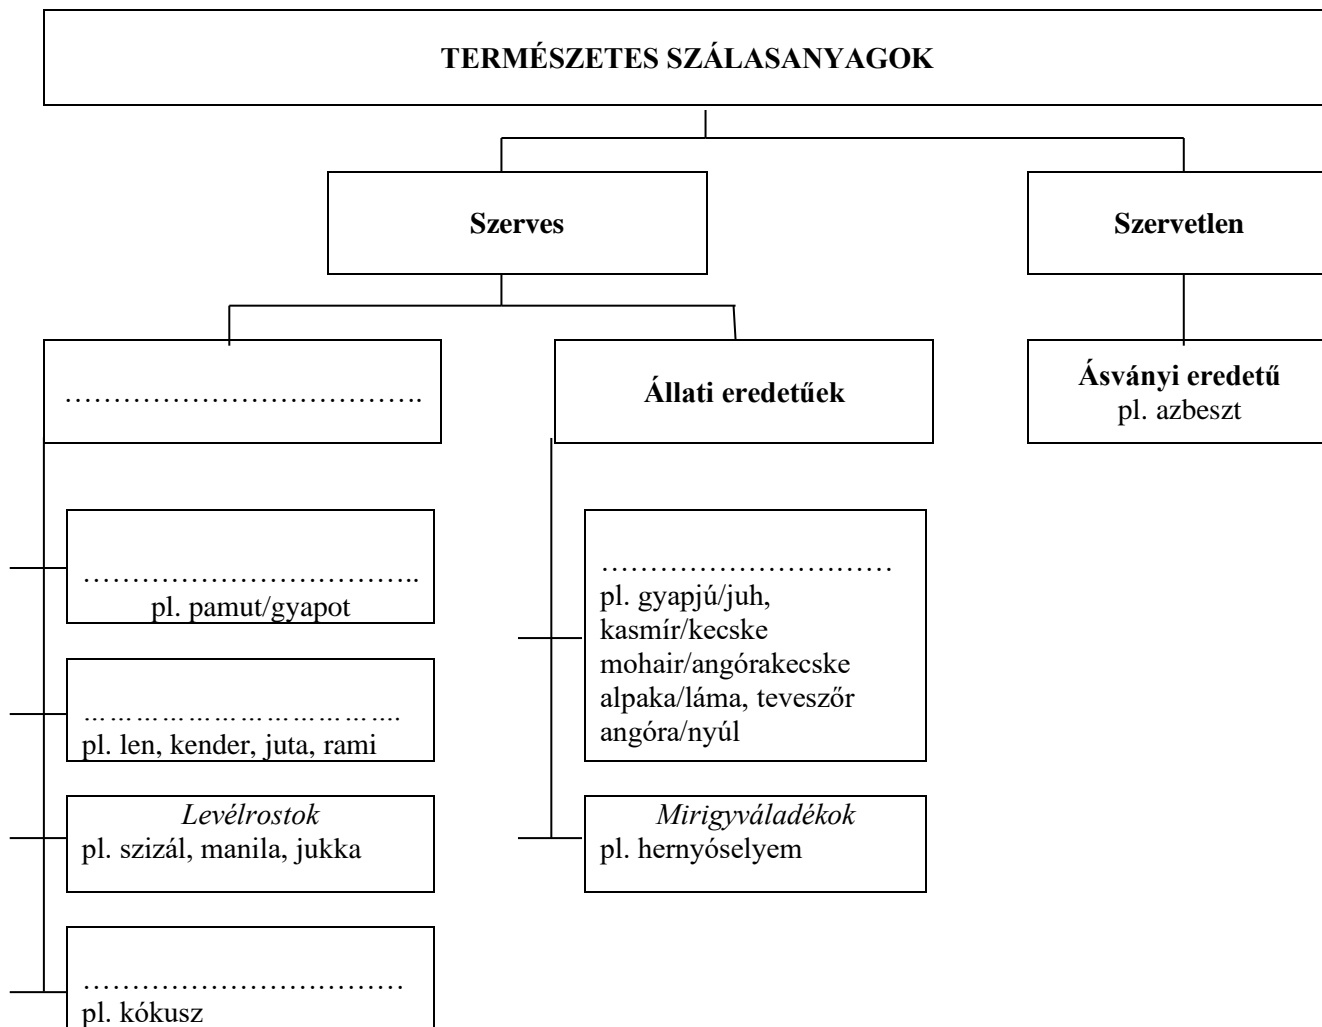 TERMÉSZETES SZÁLASANYAGOK
Szerves
Szervetlen
……………………………….
Állati eredetűek
Ásványi eredetű
pl. azbeszt
……………………………..
pl. pamut/gyapot
……………………………….
pl. len, kender, juta, rami
Levélrostok
pl. szizál, manila, jukka
……………………………
pl. kókusz
…………………………
pl. gyapjú/juh,
kasmír/kecske
mohair/angórakecske
alpaka/láma, teveszőr
angóra/nyúl
Mirigyváladékok
pl. hernyóselyem